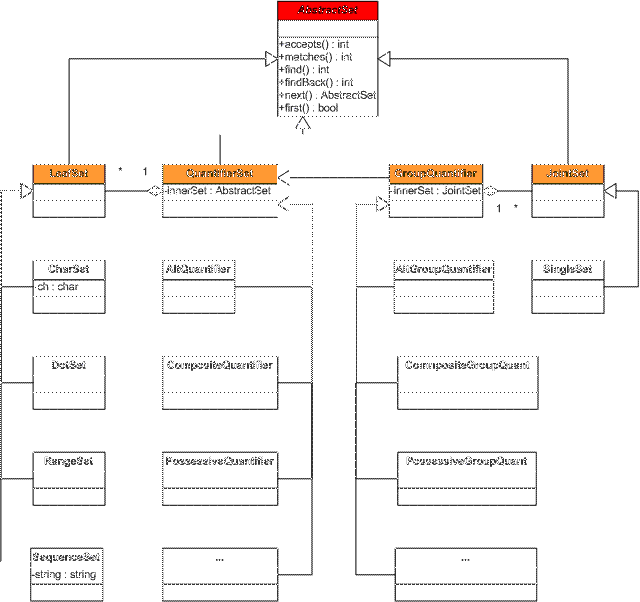 AbstractSet
+accepts() : int
+matches() : int
+find() : int
+findBack() : int
+next() : AbstractSet
+first() : bool
LeafSet
* 1
QuantifierSet
-innerSet : AbstractSet
GroupQuantifier
-innerSet : JointSet
1 *
JointSet
CharSet
-ch : char
AltQuantifier
AltGroupQuantifier
SingleSet
DotSet
CompositeQuantifier
CommpositeGroupQuant
RangeSet
PossessiveQuantifier
PossessiveGroupQuant
SequenceSet
-string : string
...
...